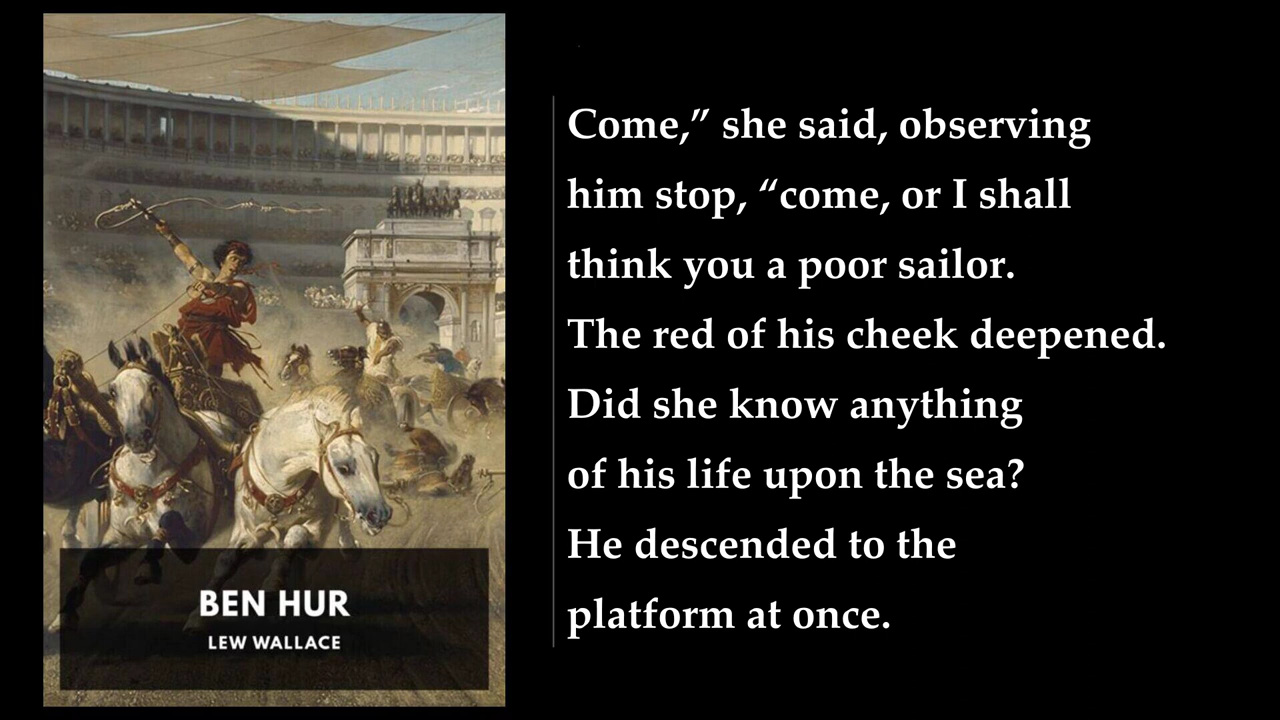 BEN HUR
LEW WALLACE
Come,” she said, observing
him stop, “come, or I shall
think you a poor sailor.
The red of his cheek deepened.
Did she know anything
of his life upon the sea?
He descended to the
platform at once.